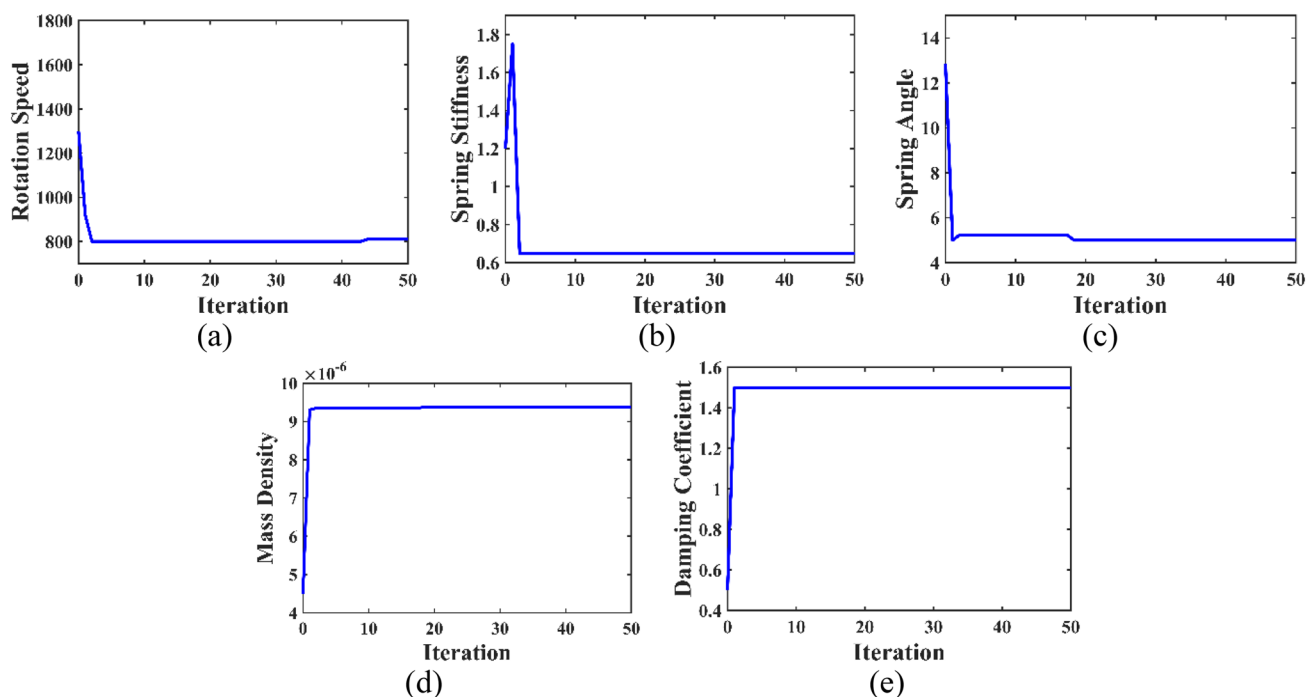 1800
1600
1400
1200
1000
800
Rotation Speed
0 10 20 30 40 50
Iteration
(a)
1.8
1.6
1.4
1.2
1
0.8
0.6
Spring Stiffness
0 10 20 30 40 50
Iteration
(b)
14
12
10
8
6
4
Spring Angle
0 10 20 30 40 50
Iteration
(c)
×10⁻⁶
10
9
8
7
6
5
4
Mass Density
0 10 20 30 40 50
Iteration
(d)
1.6
1.4
1.2
1
0.8
0.6
0.4
Damping Coefficient
0 10 20 30 40 50
Iteration
(e)